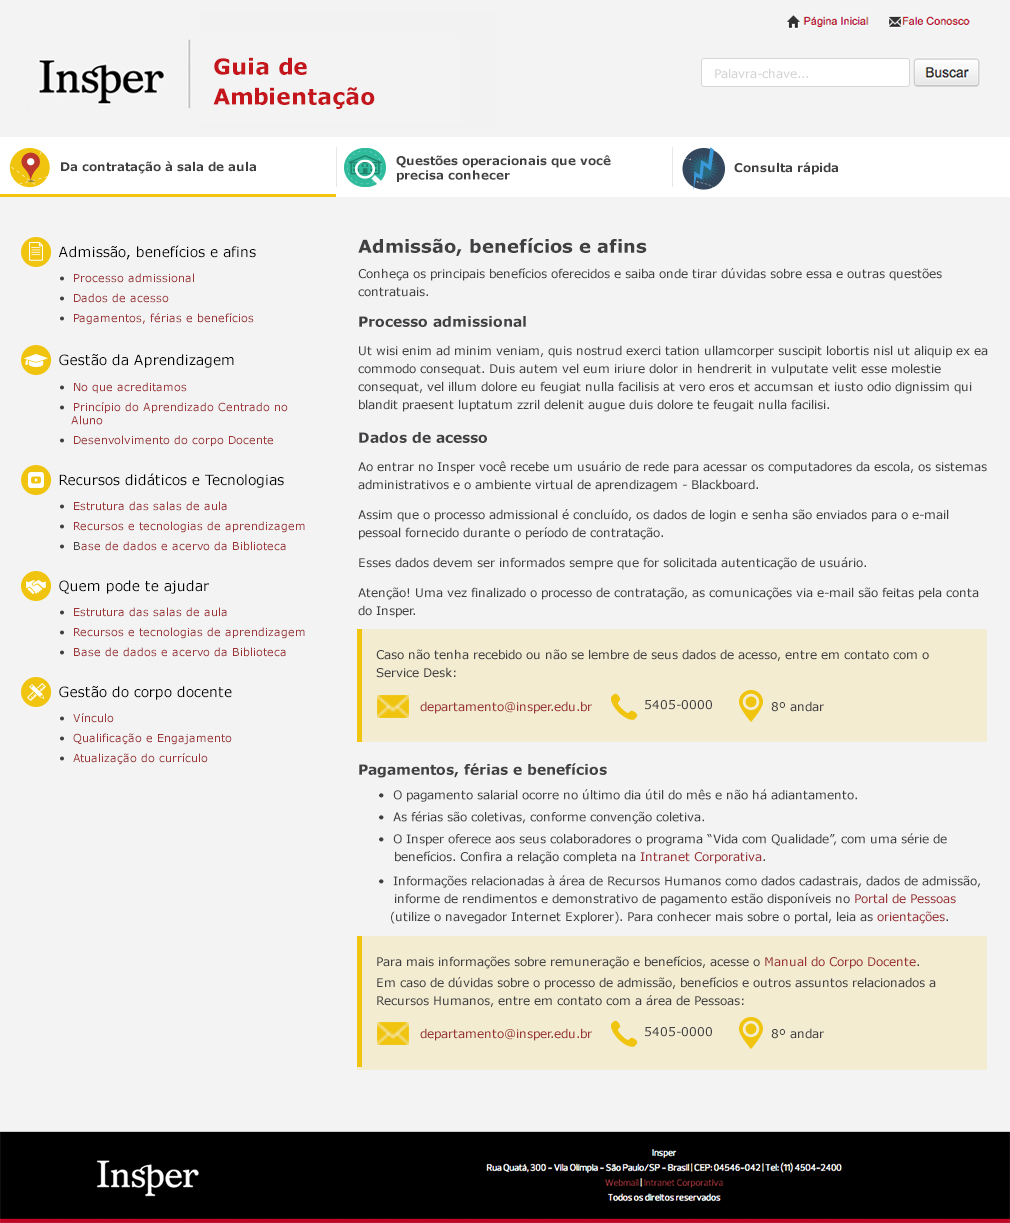 Página Inicial
Fale Conosco
Insper
Guia de
Ambientação
Palavra-chave...
Buscar
Da contratação à sala de aula
Questões operacionais que você
precisa conhecer
Consulta rápida
Admissão, benefícios e afins
• Processo admissional
• Dados de acesso
• Pagamentos, férias e benefícios
Gestão da Aprendizagem
• No que acreditamos
• Princípio do Aprendizado Centrado no
Aluno
• Desenvolvimento do corpo Docente
Recursos didáticos e Tecnologias
• Estrutura das salas de aula
• Recursos e tecnologias de aprendizagem
• Base de dados e acervo da Biblioteca
Quem pode te ajudar
• Estrutura das salas de aula
• Recursos e tecnologias de aprendizagem
• Base de dados e acervo da Biblioteca
Gestão do corpo docente
• Vínculo
• Qualificação e Engajamento
• Atualização do currículo
Admissão, benefícios e afins
Conheça os principais benefícios oferecidos e saiba onde tirar dúvidas sobre essa e outras questões
contratuais.
Processo admissional
Ut wisi enim ad minim veniam, quis nostrud exerci tation ullamcorper suscipit lobortis nisl ut aliquip ex ea
commodo consequat. Duis autem vel eum iriure dolor in hendrerit in vulputate velit esse molestie
consequat, vel illum dolore eu feugiat nulla facilisis at vero eros et accumsan et iusto odio dignissim qui
blandit praesent luptatum zzril delenit augue duis dolore te feugait nulla facilisi.
Dados de acesso
Ao entrar no Insper você recebe um usuário de rede para acessar os computadores da escola, os sistemas
administrativos e o ambiente virtual de aprendizagem - Blackboard.
Assim que o processo admissional é concluído, os dados de login e senha são enviados para o e-mail
pessoal fornecido durante o período de contratação.
Esses dados devem ser informados sempre que for solicitada autenticação de usuário.
Atenção! Uma vez finalizado o processo de contratação, as comunicações via e-mail são feitas pela conta
do Insper.
Caso não tenha recebido ou não se lembre de seus dados de acesso, entre em contato com o
Service Desk:
departamento@insper.edu.br
5405-0000
8º andar
Pagamentos, férias e benefícios
• O pagamento salarial ocorre no último dia útil do mês e não há adiantamento.
• As férias são coletivas, conforme convenção coletiva.
• O Insper oferece aos seus colaboradores o programa “Vida com Qualidade”, com uma série de
benefícios. Confira a relação completa na Intranet Corporativa.
• Informações relacionadas à área de Recursos Humanos como dados cadastrais, dados de admissão,
informe de rendimentos e demonstrativo de pagamento estão disponíveis no Portal de Pessoas
(utilize o navegador Internet Explorer). Para conhecer mais sobre o portal, leia as orientações.
Para mais informações sobre remuneração e benefícios, acesse o Manual do Corpo Docente.
Em caso de dúvidas sobre o processo de admissão, benefícios e outros assuntos relacionados a
Recursos Humanos, entre em contato com a área de Pessoas:
departamento@insper.edu.br
5405-0000
8º andar
Insper
Insper
Rua Quatá, 300 - Vila Olímpia - São Paulo/SP - Brasil | CEP: 04546-042 | Tel: (11) 4504-2400
Webmail | Intranet Corporativa
Todos os direitos reservados